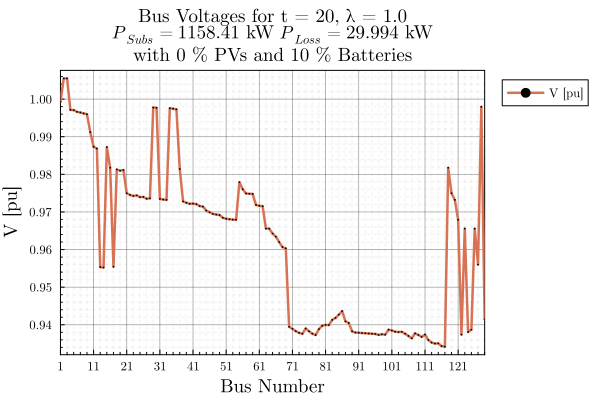 Bus Voltages for t = 20, λ = 1.0
P_Subs = 1158.41 kW P_Loss = 29.994 kW
with 0 % PVs and 10 % Batteries
V [pu]
1.00
0.99
0.98
0.97
0.96
0.95
0.94
V [pu]
1 11 21 31 41 51 61 71 81 91 101 111 121
Bus Number